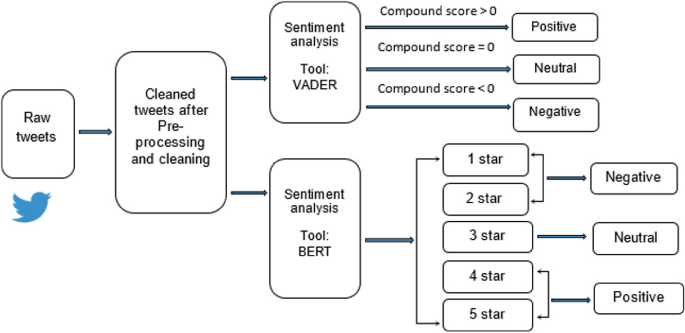 Raw
tweets
Cleaned
tweets after
Pre-
processing
and cleaning
Sentiment
analysis
Tool:
VADER
Compound score > 0
Positive
Compound score = 0
Neutral
Compound score < 0
Negative
Sentiment
analysis
Tool:
BERT
1 star
2 star
Negative
3 star
Neutral
4 star
5 star
Positive